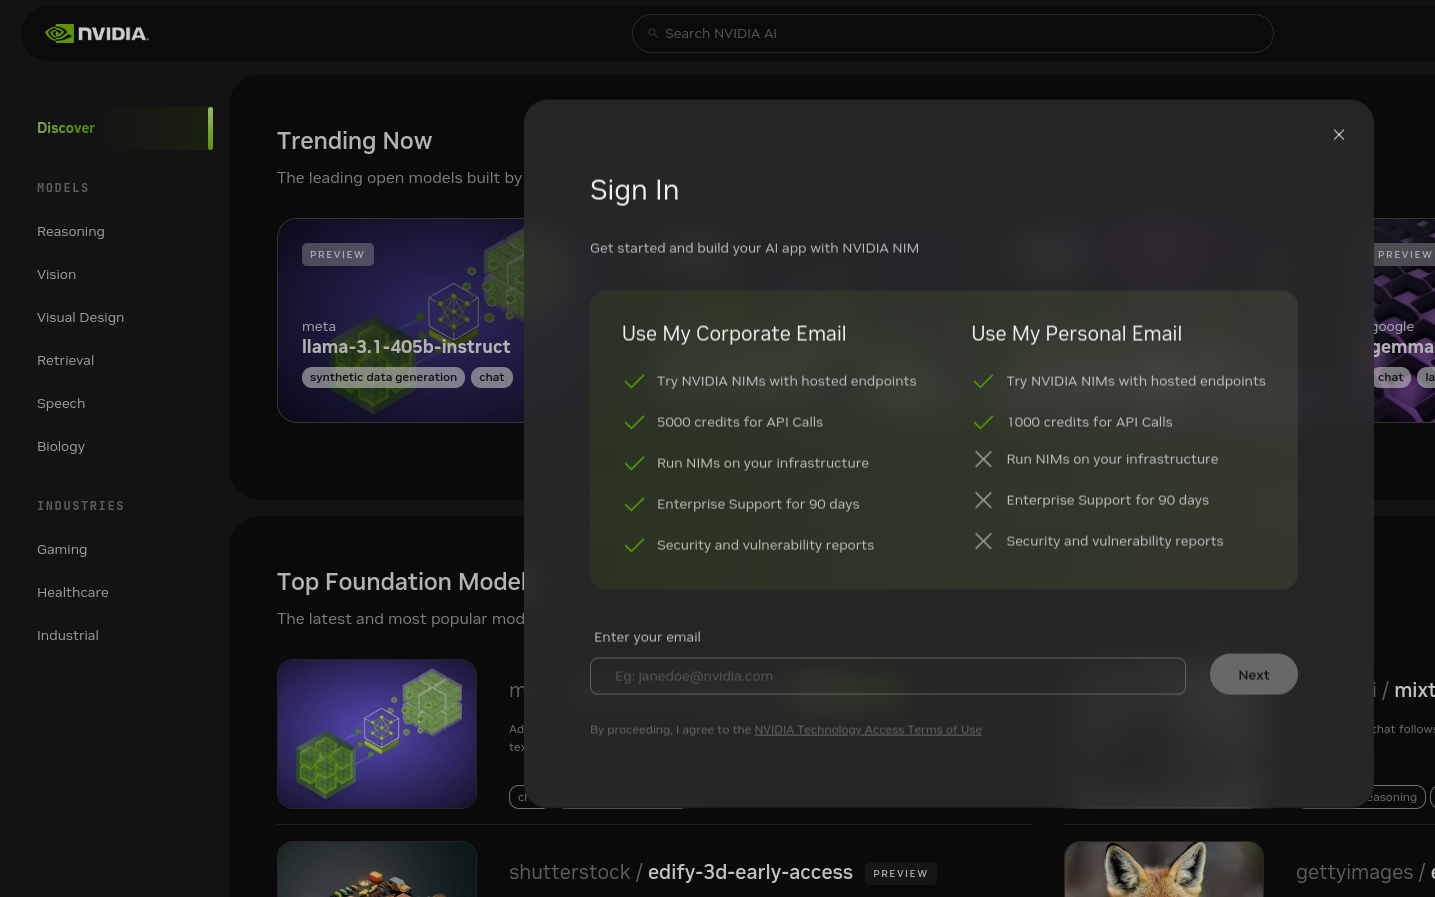 NVIDIA.
Search NVIDIA AI
Discover
MODELS
Reasoning
Vision
Visual Design
Retrieval
Speech
Biology
INDUSTRIES
Gaming
Healthcare
Industrial
Trending Now
The leading open models built by
PREVIEW
meta
llama-3.1-405b-instruct
synthetic data generation
chat
Sign In
Get started and build your AI app with NVIDIA NIM
Use My Corporate Email
Try NVIDIA NIMs with hosted endpoints
5000 credits for API Calls
Run NIMs on your infrastructure
Enterprise Support for 90 days
Security and vulnerability reports
Use My Personal Email
Try NVIDIA NIMs with hosted endpoints
1000 credits for API Calls
Run NIMs on your infrastructure
Enterprise Support for 90 days
Security and vulnerability reports
Enter your email
Eg: janedoe@nvidia.com
Next
By proceeding, I agree to the NVIDIA Technology Access Terms of Use
PREVIEW
google
gemma
chat
Top Foundation Model
The latest and most popular mod
i / mixt
that follows
easoning
shutterstock / edify-3d-early-access
PREVIEW
gettyimages /